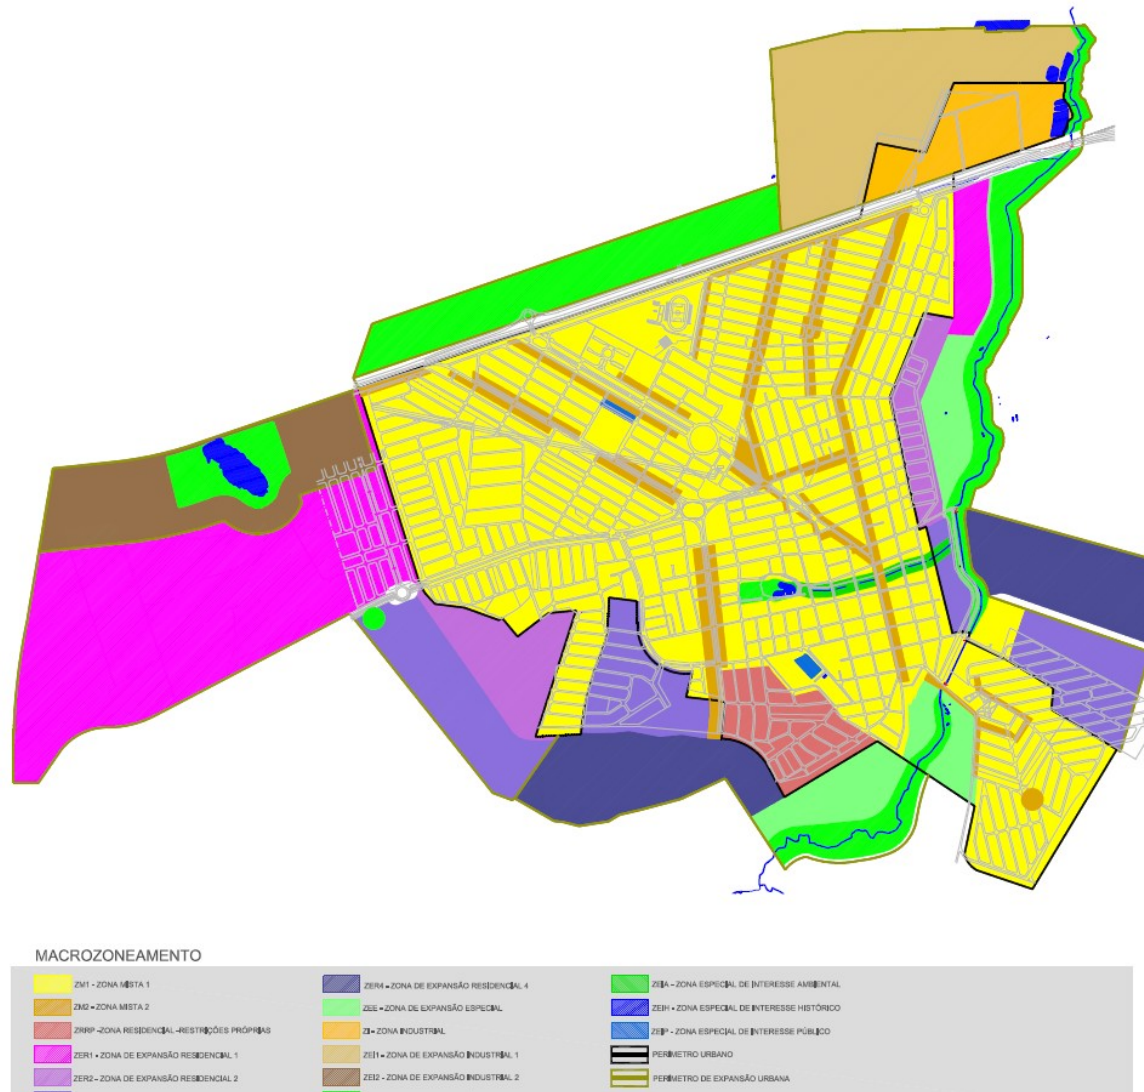 MACROZONEAMENTO
ZM1 - ZONA MISTA 1
ZM2 - ZONA MISTA 2
ZRRP -ZONA RESIDENCIAL-RESTRIÇÕES PRÓPRIAS
ZER1 - ZONA DE EXPANSÃO RESIDENCIAL 1
ZER2 - ZONA DE EXPANSÃO RESIDENCIAL 2
ZER4 - ZONA DE EXPANSÃO RESIDENCIAL 4
ZEE - ZONA DE EXPANSÃO ESPECIAL
ZI - ZONA INDUSTRIAL
ZEI1 - ZONA DE EXPANSÃO INDUSTRIAL 1
ZEI2 - ZONA DE EXPANSÃO INDUSTRIAL 2
ZEIA - ZONA ESPECIAL DE INTERESSE AMBIENTAL
ZEIH - ZONA ESPECIAL DE INTERESSE HISTÓRICO
ZEIP - ZONA ESPECIAL DE INTERESSE PÚBLICO
PERÍMETRO URBANO
PERÍMETRO DE EXPANSÃO URBANA